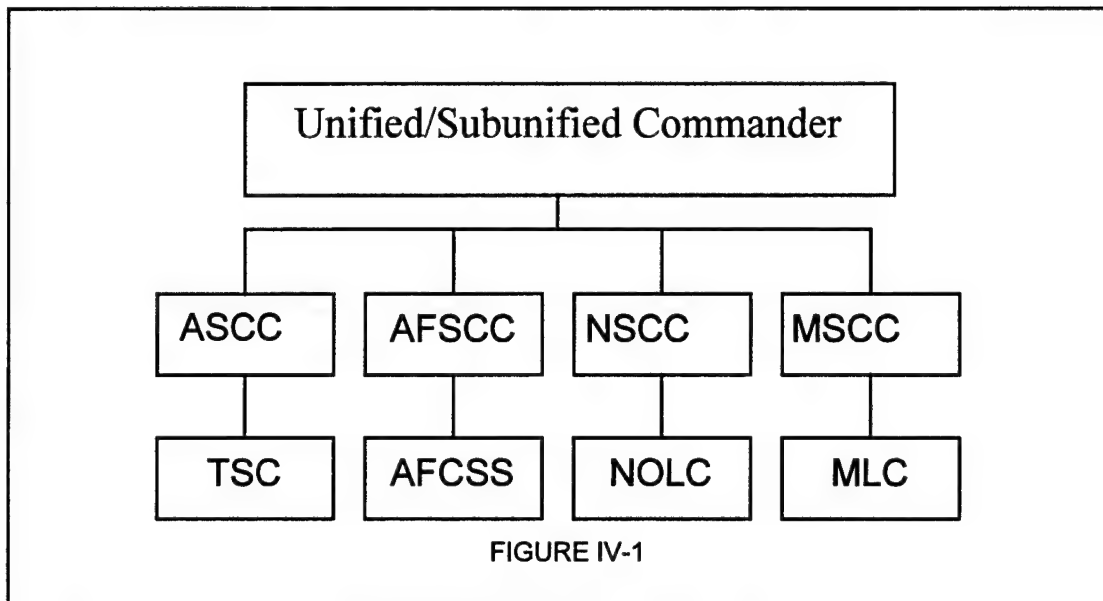 Unified/Subunified Commander
ASCC AFSCC NSCC MSCC
TSC AFCSS NOLC MLC
FIGURE IV-1